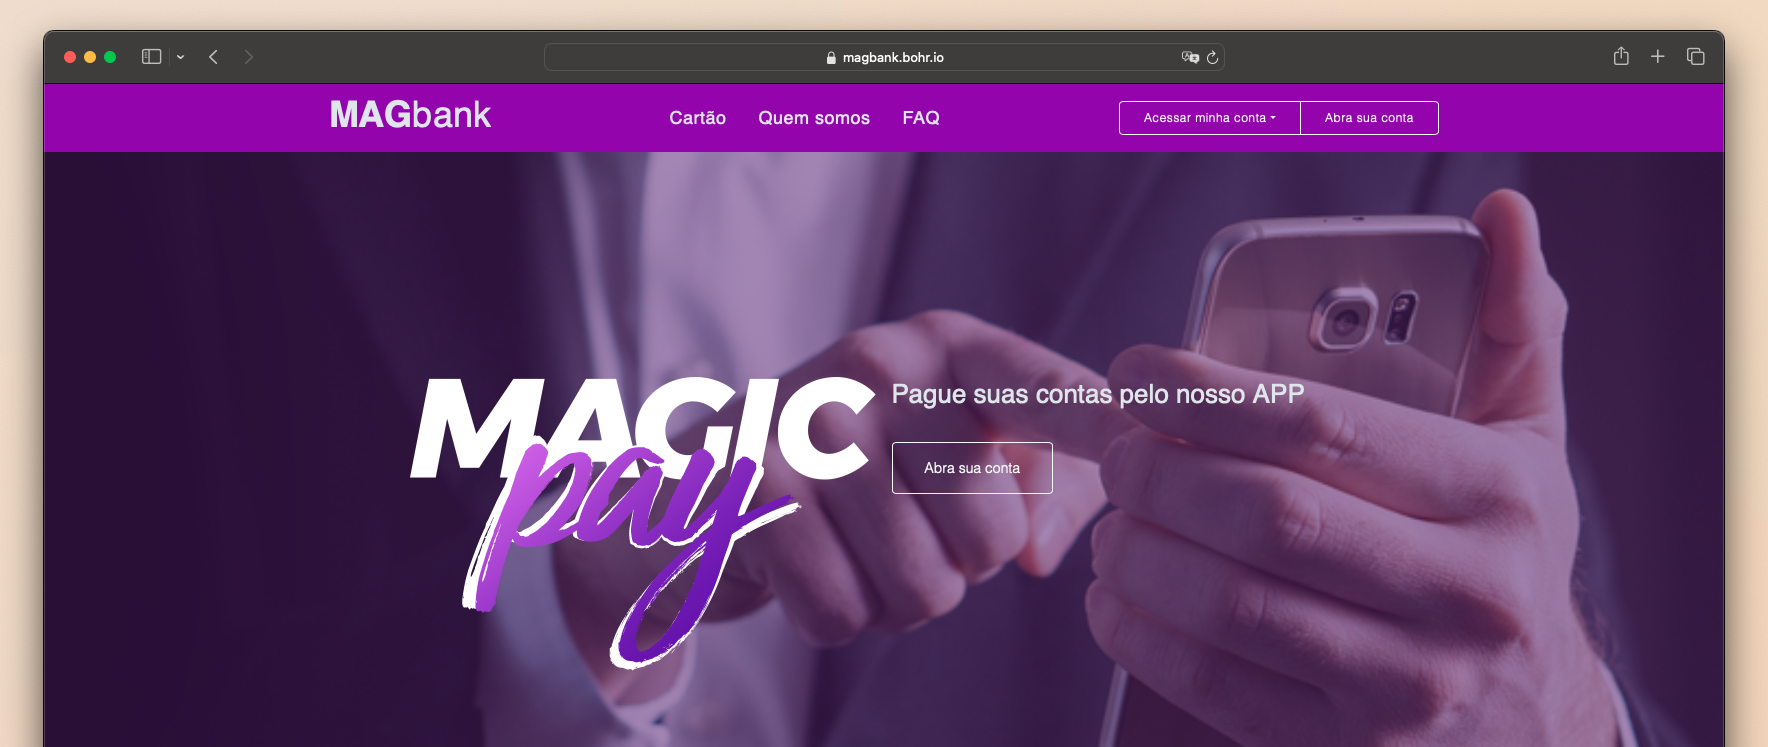 magbank.bohr.io
MAGbank
Cartão Quem somos FAQ
Acessar minha conta Abra sua conta
MAGIC
pay
Pague suas contas pelo nosso APP
Abra sua conta